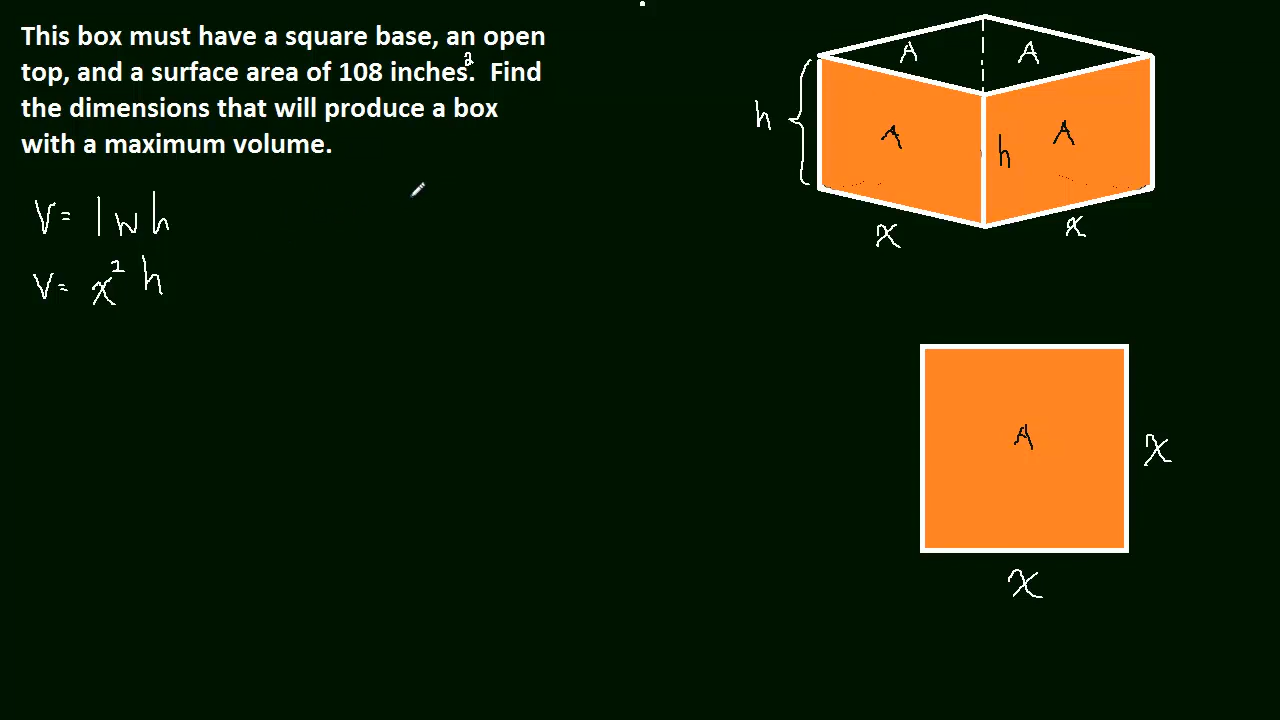 This box must have a square base, an open
top, and a surface area of 108 inches². Find
the dimensions that will produce a box
with a maximum volume.
V = l w h
V = x² h
A A
h
A h A
x x
A
x
x